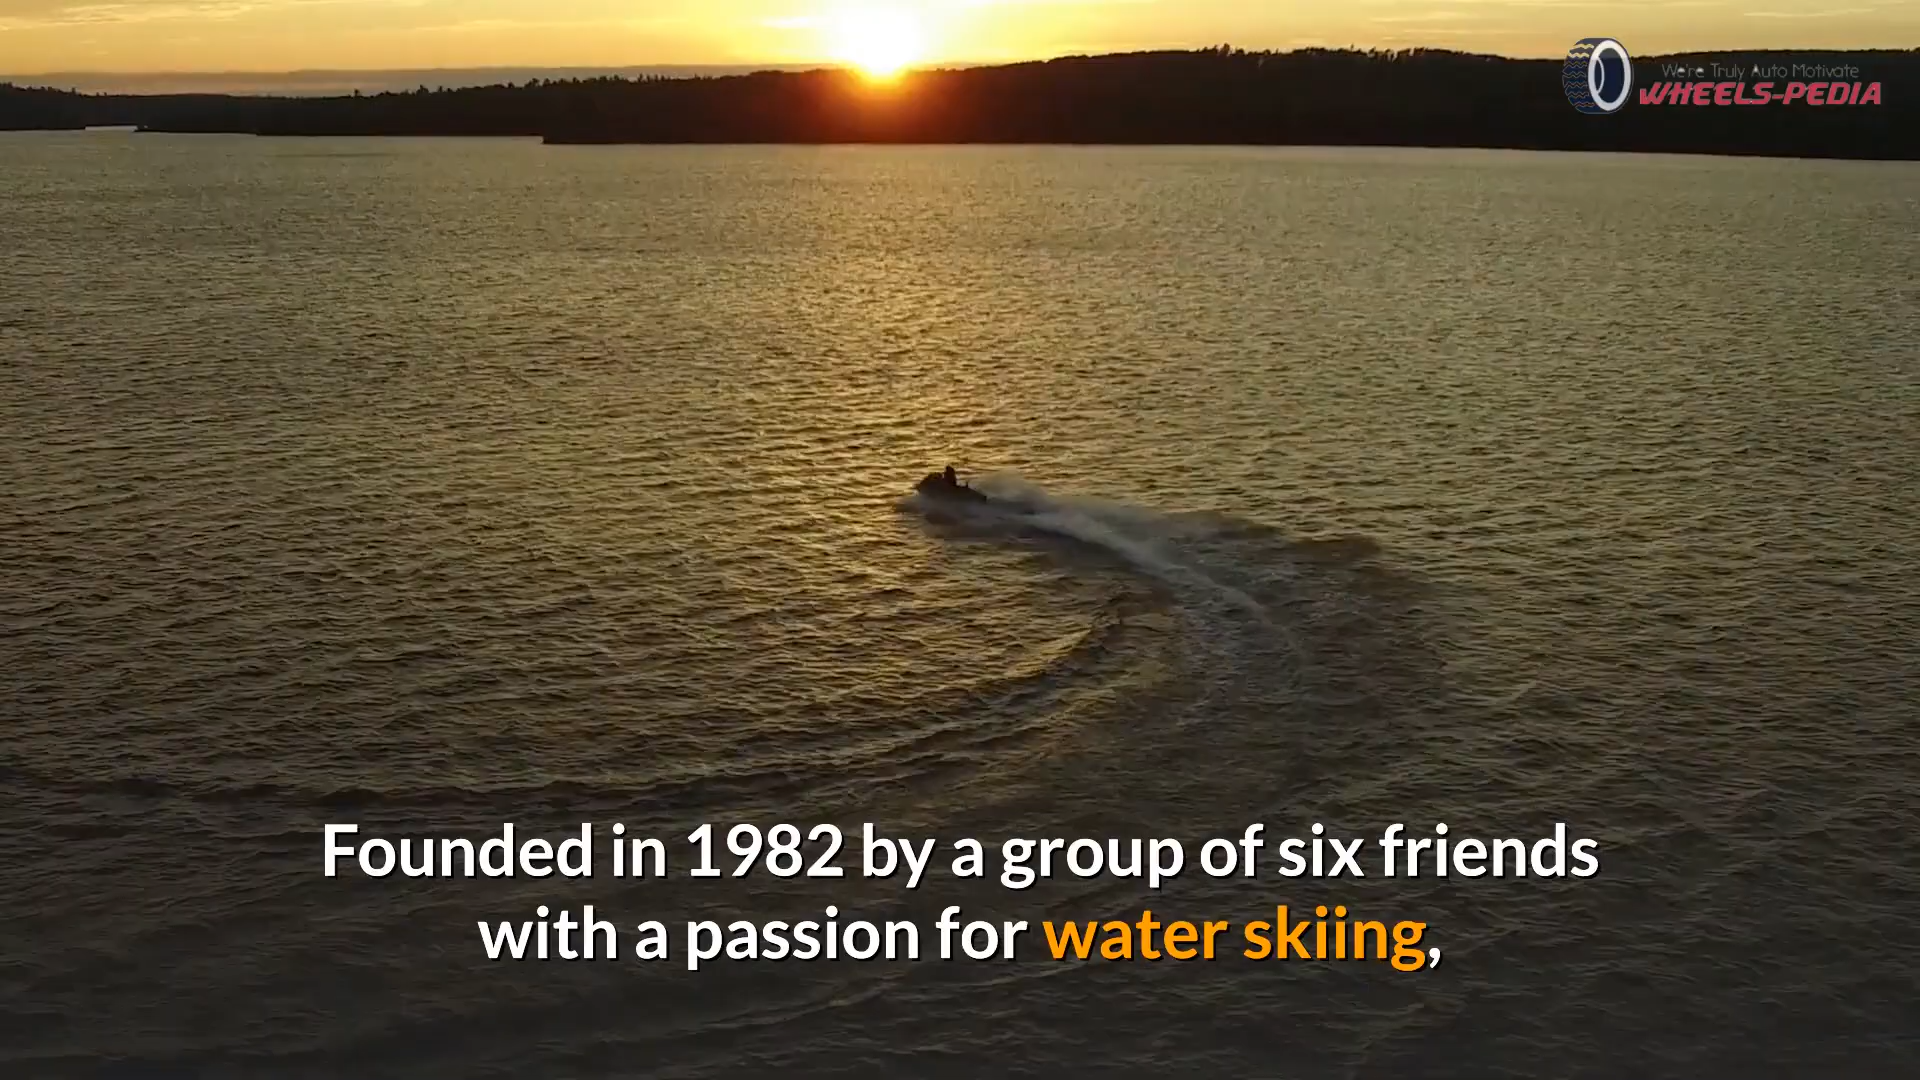 We're Truly Auto Motivate
WHEELS-PEDIA
Founded in 1982 by a group of six friends
with a passion for water skiing,